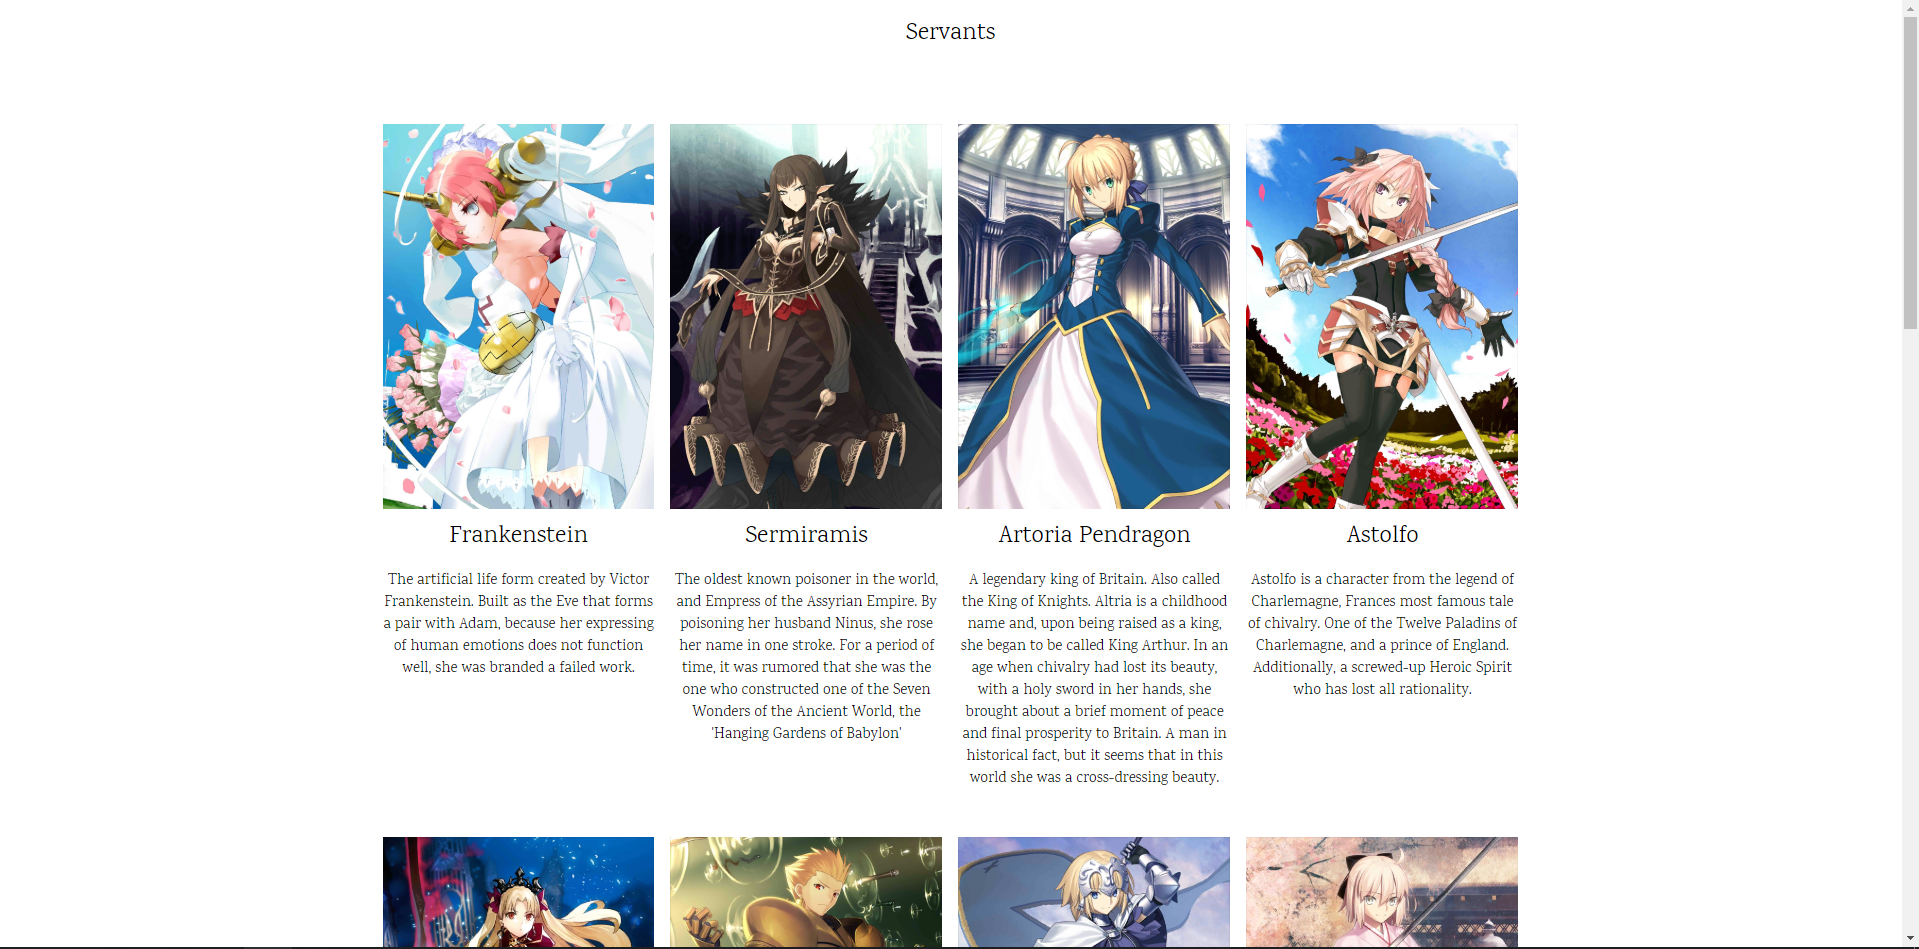 Servants
Frankenstein
The artificial life form created by Victor
Frankenstein. Built as the Eve that forms
a pair with Adam, because her expressing
of human emotions does not function
well, she was branded a failed work.
Sermiramis
The oldest known poisoner in the world,
and Empress of the Assyrian Empire. By
poisoning her husband Ninus, she rose
her name in one stroke. For a period of
time, it was rumored that she was the
one who constructed one of the Seven
Wonders of the Ancient World, the
'Hanging Gardens of Babylon'
Artoria Pendragon
A legendary king of Britain. Also called
the King of Knights. Altria is a childhood
name and, upon being raised as a king,
she began to be called King Arthur. In an
age when chivalry had lost its beauty,
with a holy sword in her hands, she
brought about a brief moment of peace
and final prosperity to Britain. A man in
historical fact, but it seems that in this
world she was a cross-dressing beauty.
Astolfo
Astolfo is a character from the legend of
Charlemagne, Frances most famous tale
of chivalry. One of the Twelve Paladins of
Charlemagne, and a prince of England.
Additionally, a screwed-up Heroic Spirit
who has lost all rationality.